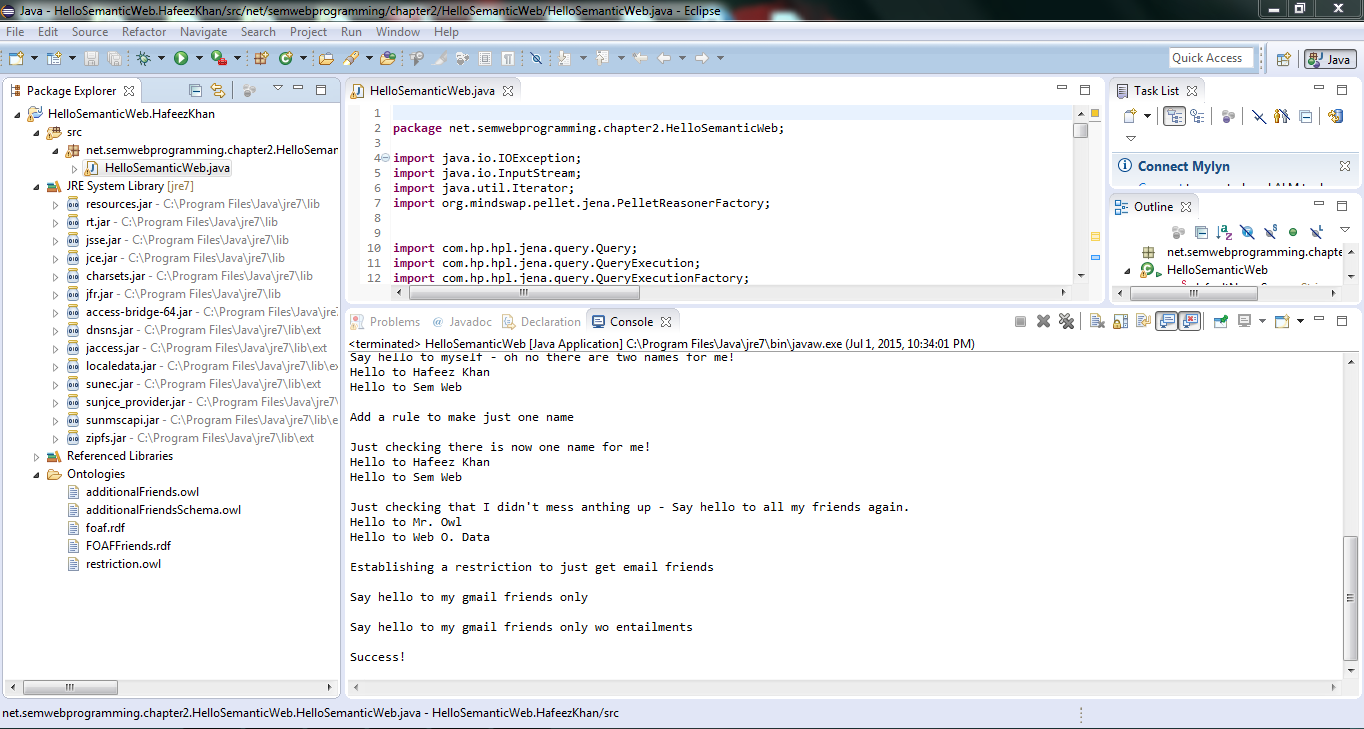 Java - HelloSemanticWeb.HafeezKhan/src/net/semwebprogramming/chapter2/HelloSemanticWeb/HelloSemanticWeb.java - Eclipse
File Edit Source Refactor Navigate Search Project Run Window Help
Quick Access
Java
Package Explorer
HelloSemanticWeb.HafeezKhan
src
net.semwebprogramming.chapter2.HelloSemar
HelloSemanticWeb.java
JRE System Library [jre7]
resources.jar - C:\Program Files\Java\jre7\lib
rt.jar - C:\Program Files\Java\jre7\lib
jsse.jar - C:\Program Files\Java\jre7\lib
jce.jar - C:\Program Files\Java\jre7\lib
charsets.jar - C:\Program Files\Java\jre7\lib
jfr.jar - C:\Program Files\Java\jre7\lib
access-bridge-64.jar - C:\Program Files\Java\jre7
dnsns.jar - C:\Program Files\Java\jre7\lib\ext
jaccess.jar - C:\Program Files\Java\jre7\lib\ext
localedata.jar - C:\Program Files\Java\jre7\lib\ex
sunec.jar - C:\Program Files\Java\jre7\lib\ext
sunjce_provider.jar - C:\Program Files\Java\jre7\
sunmscapi.jar - C:\Program Files\Java\jre7\lib\e
zipfs.jar - C:\Program Files\Java\jre7\lib\ext
Referenced Libraries
Ontologies
additionalFriends.owl
additionalFriendsSchema.owl
foaf.rdf
FOAFFriends.rdf
restriction.owl
HelloSemanticWeb.java
1
2 package net.semwebprogramming.chapter2.HelloSemanticWeb;
3
4 import java.io.IOException;
5 import java.io.InputStream;
6 import java.util.Iterator;
7 import org.mindswap.pellet.jena.PelletReasonerFactory;
8
9
10 import com.hp.hpl.jena.query.Query;
11 import com.hp.hpl.jena.query.QueryExecution;
12 import com.hp.hpl.jena.query.QueryExecutionFactory;
Task List
Connect Mylyn
Outline
net.semwebprogramming.chapte
HelloSemanticWeb
Problems Javadoc Declaration Console
<terminated> HelloSemanticWeb [Java Application] C:\Program Files\Java\jre7\bin\javaw.exe (Jul 1, 2015, 10:34:01 PM)
Say hello to myself - oh no there are two names for me!
Hello to Hafeez Khan
Hello to Sem Web
Add a rule to make just one name
Just checking there is now one name for me!
Hello to Hafeez Khan
Hello to Sem Web
Just checking that I didn't mess anthing up - Say hello to all my friends again.
Hello to Mr. Owl
Hello to Web O. Data
Establishing a restriction to just get email friends
Say hello to my gmail friends only
Say hello to my gmail friends only wo entailments
Success!
net.semwebprogramming.chapter2.HelloSemanticWeb.HelloSemanticWeb.java - HelloSemanticWeb.HafeezKhan/src